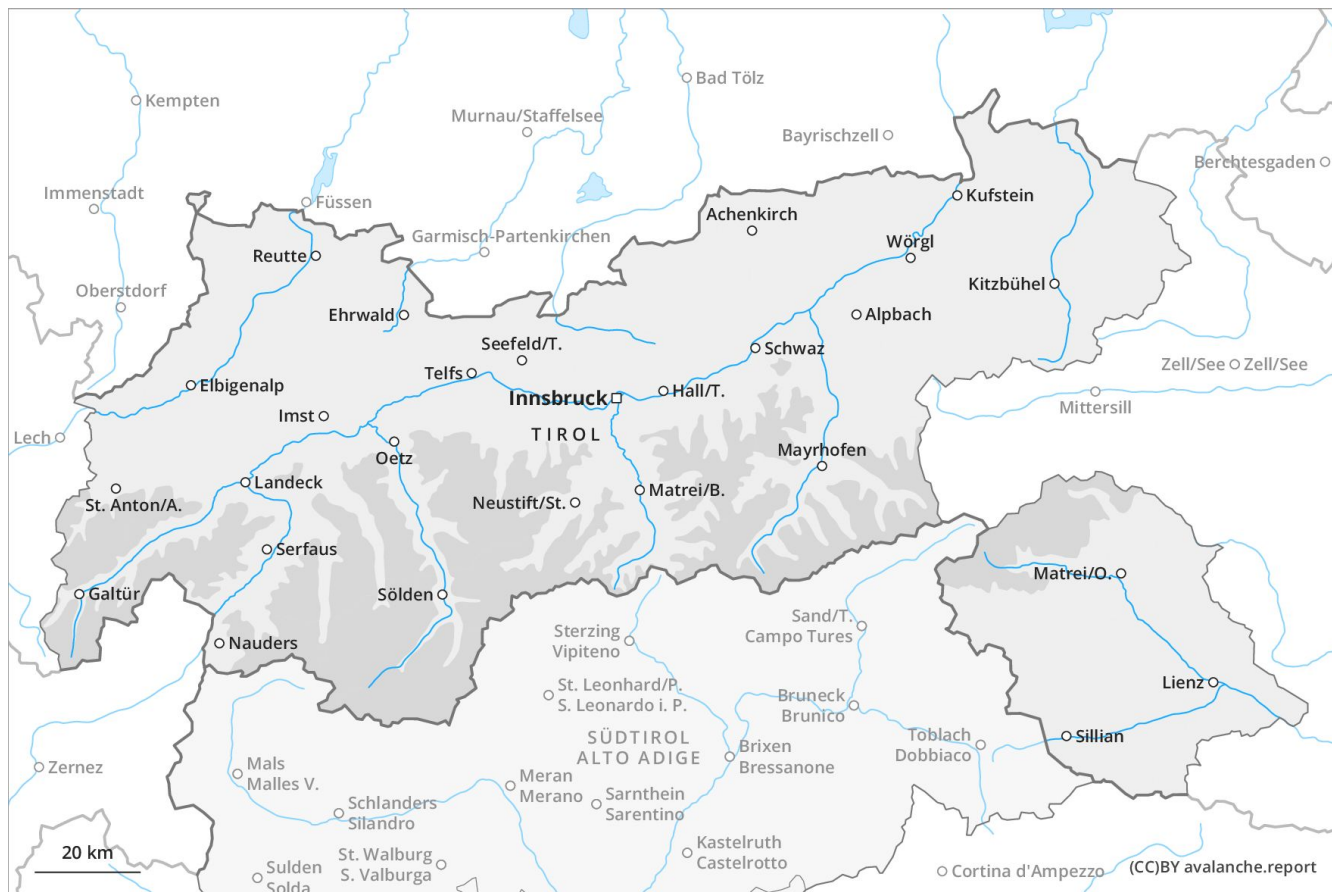 Bad Tölz
Kempten
Murnau/Staffelsee
Bayrischzell
Berchtesgaden
Immenstadt
Füssen
Kufstein
Achenkirch
Garmisch-Partenkirchen
Wörgl
Reutte
Kitzbühel
Oberstdorf
Ehrwald
Alpbach
Seefeld/T.
Schwaz
Zell/See
Zell/See
Telfs
Elbigenalp
Hall/T.
Innsbruck
Mittersill
Imst
TIROL
Lech
Mayrhofen
Oetz
Landeck
Matrei/B.
St. Anton/A.
Neustift/St.
Serfaus
Matrei/O.
Galtür
Sölden
Sand/T.
Campo Tures
Sterzing
Vipiteno
Nauders
Lienz
St. Leonhard/P.
S. Leonardo i. P.
Bruneck
Brunico
SÜDTIROL
ALTO ADIGE
Toblach
Dobbiaco
Sillian
Brixen
Bressanone
Zernez
Mals
Malles V.
Meran
Merano
Sarnthein
Sarentino
Schlanders
Silandro
Kastelruth
Castelrotto
20 km
St. Walburg
S. Valburga
Sulden
Solda
Cortina d'Ampezzo
(CC)BY avalanche.report